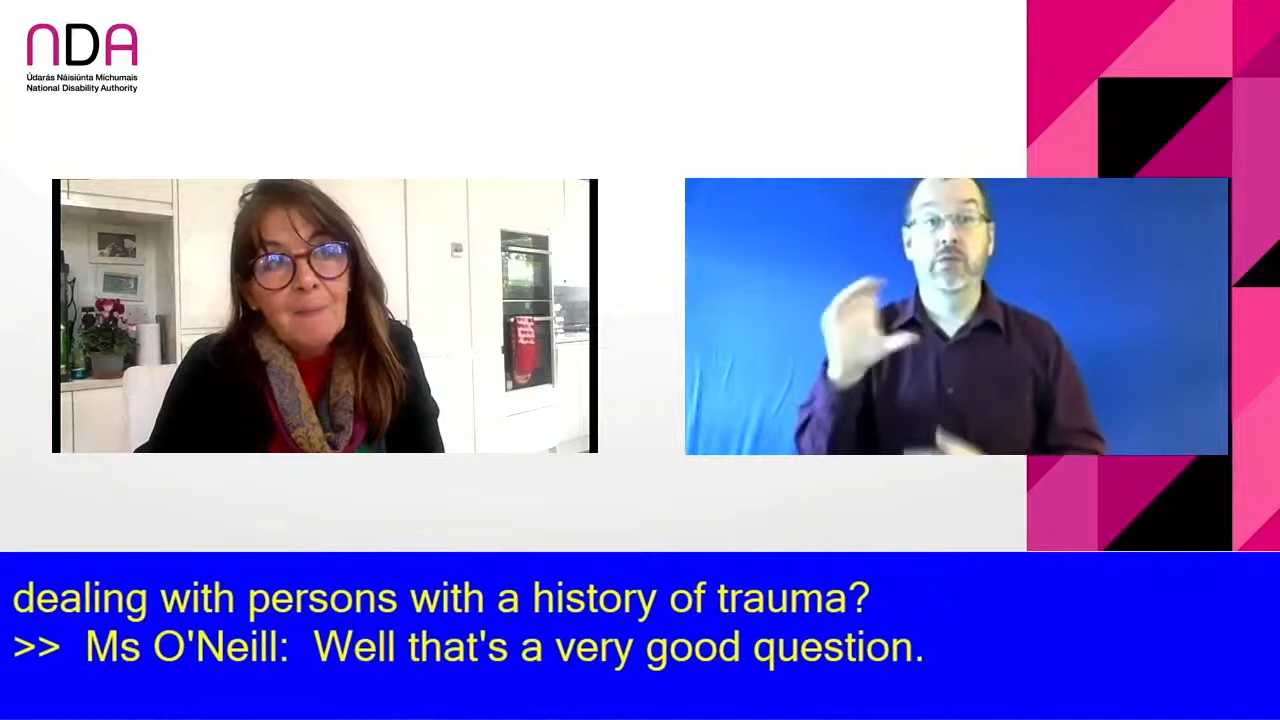 NDA
Údarás Náisiúnta Míchumais
National Disability Authority
dealing with persons with a history of trauma?
>>  Ms O'Neill:  Well that's a very good question.